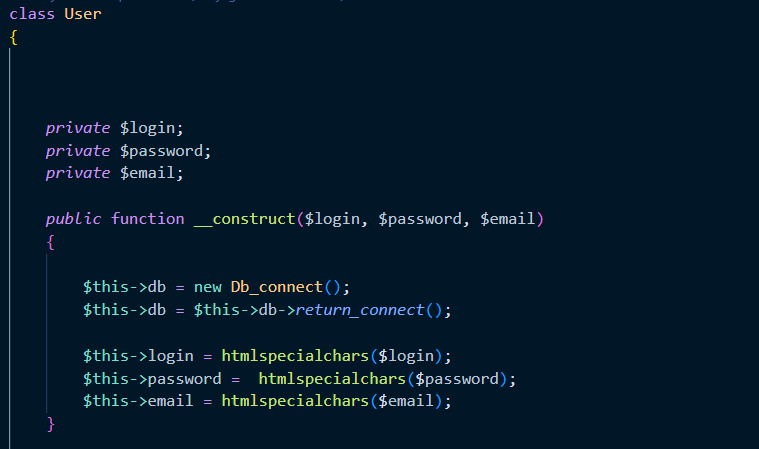 class User
{
private $login;
private $password;
private $email;
public function __construct($login, $password, $email)
{
$this->db = new Db_connect();
$this->db = $this->db->return_connect();
$this->login = htmlspecialchars($login);
$this->password =  htmlspecialchars($password);
$this->email = htmlspecialchars($email);
}